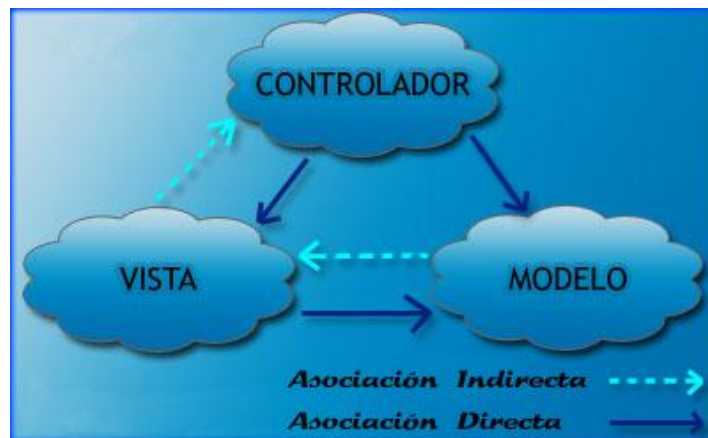 CONTROLADOR
VISTA
MODELO
Asociación Indirecta
Asociación Directa